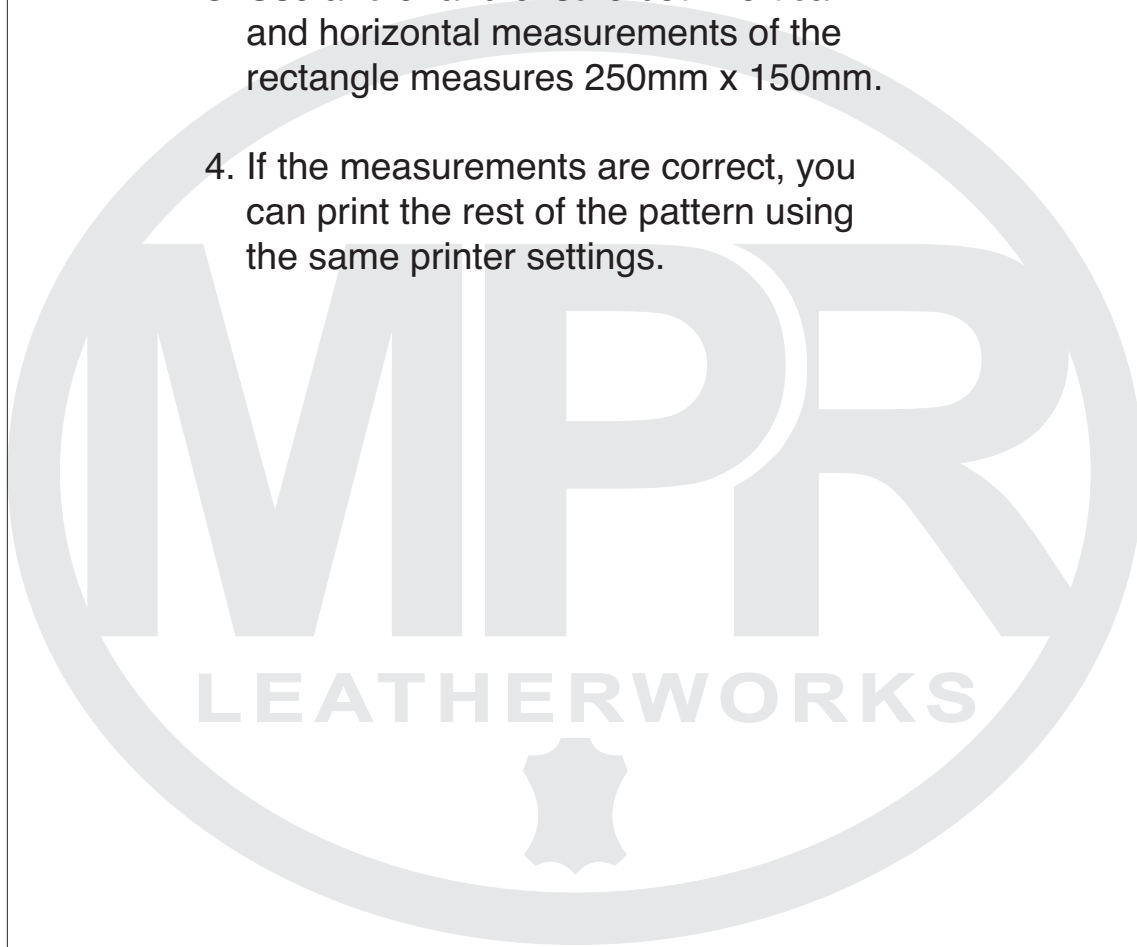 and horizontal measurements of the
rectangle measures 250mm x 150mm.
4. If the measurements are correct, you
can print the rest of the pattern using
the same printer settings.
MPR
LEATHERWORKS